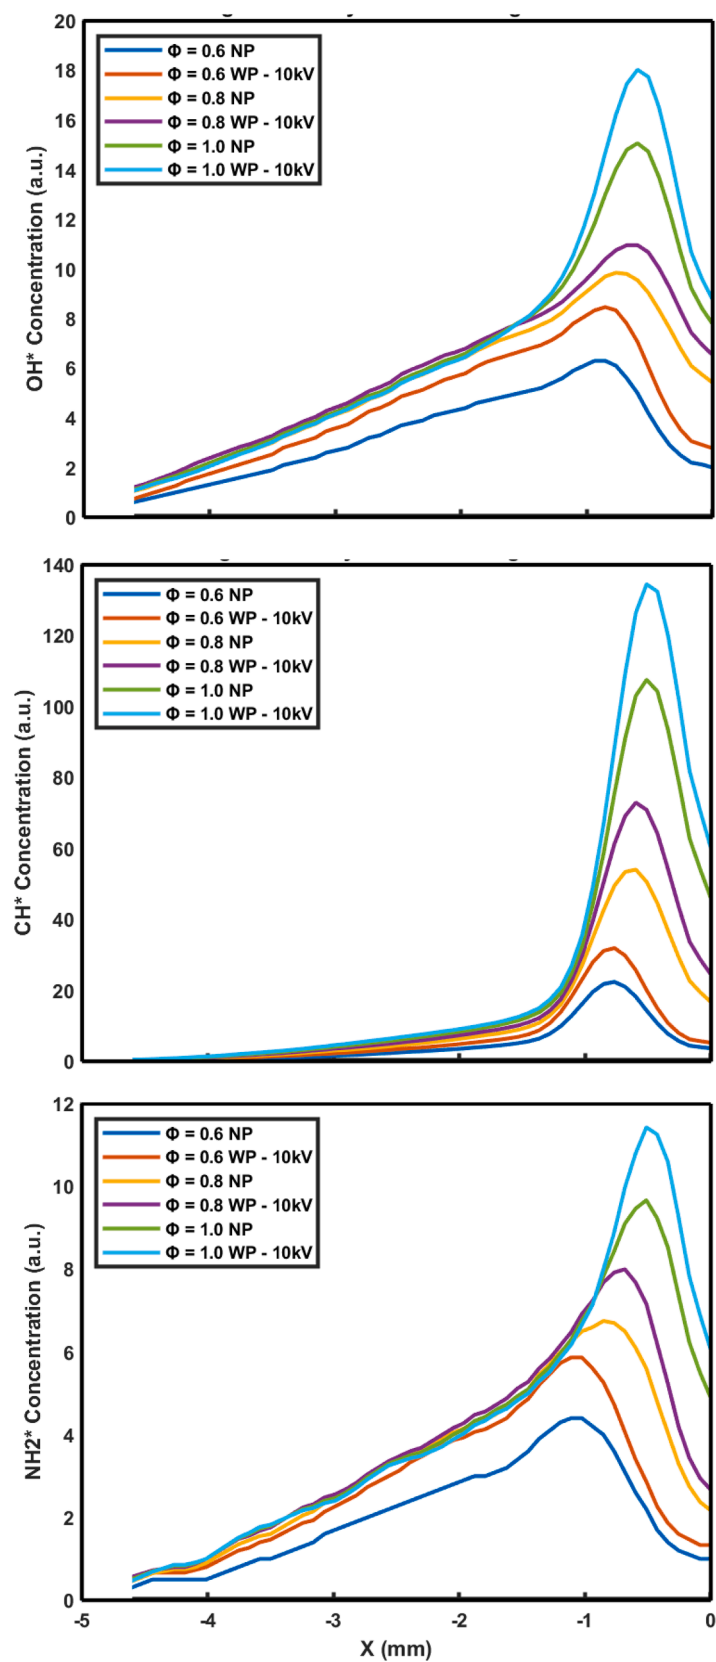 20
18
16
14
12
10
8
6
4
2
0
OH* Concentration (a.u.)
Φ = 0.6 NP
Φ = 0.6 WP - 10kV
Φ = 0.8 NP
Φ = 0.8 WP - 10kV
Φ = 1.0 NP
Φ = 1.0 WP - 10kV
140
120
100
80
60
40
20
0
CH* Concentration (a.u.)
Φ = 0.6 NP
Φ = 0.6 WP - 10kV
Φ = 0.8 NP
Φ = 0.8 WP - 10kV
Φ = 1.0 NP
Φ = 1.0 WP - 10kV
12
10
8
6
4
2
0
NH2* Concentration (a.u.)
Φ = 0.6 NP
Φ = 0.6 WP - 10kV
Φ = 0.8 NP
Φ = 0.8 WP - 10kV
Φ = 1.0 NP
Φ = 1.0 WP - 10kV
-5 -4 -3 -2 -1 0
X (mm)